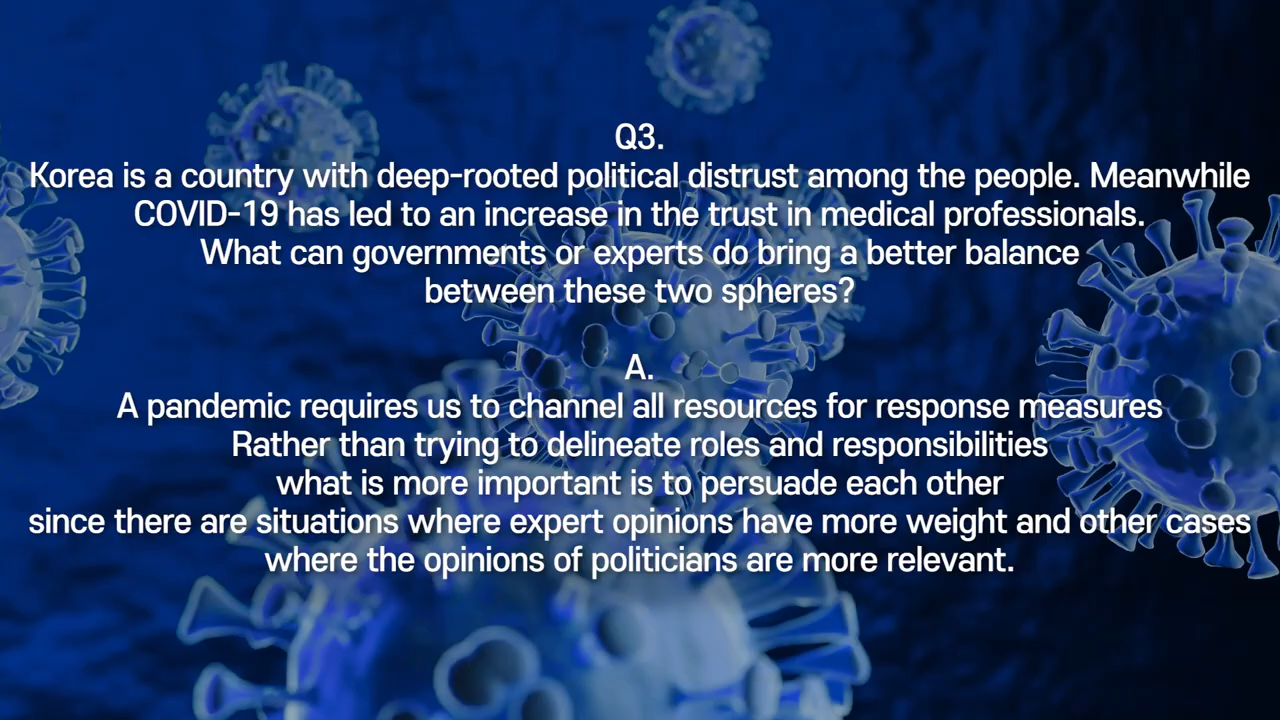 Q3.
Korea is a country with deep-rooted political distrust among the people. Meanwhile
COVID-19 has led to an increase in the trust in medical professionals.
What can governments or experts do bring a better balance
between these two spheres?
A.
A pandemic requires us to channel all resources for response measures
Rather than trying to delineate roles and responsibilities
what is more important is to persuade each other
since there are situations where expert opinions have more weight and other cases
where the opinions of politicians are more relevant.